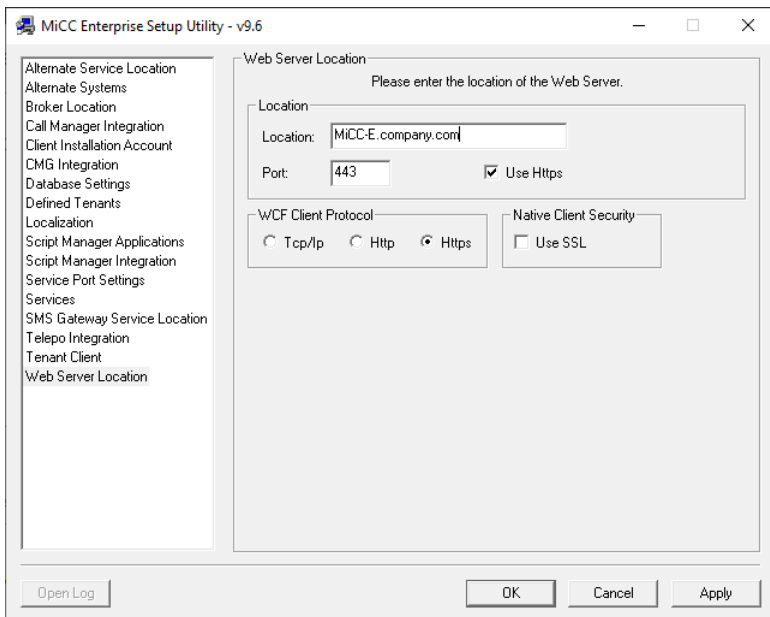 MiCC Enterprise Setup Utility - v9.6
Alternate Service Location
Alternate Systems
Broker Location
Call Manager Integration
Client Installation Account
CMG Integration
Database Settings
Defined Tenants
Localization
Script Manager Applications
Script Manager Integration
Service Port Settings
Services
SMS Gateway Service Location
Telepo Integration
Tenant Client
Web Server Location
Web Server Location
Please enter the location of the Web Server.
Location
Location: MiCC-E.company.com
Port: 443 Use Https
WCF Client Protocol
Tcp/Ip Http Https
Native Client Security
Use SSL
Open Log OK Cancel Apply